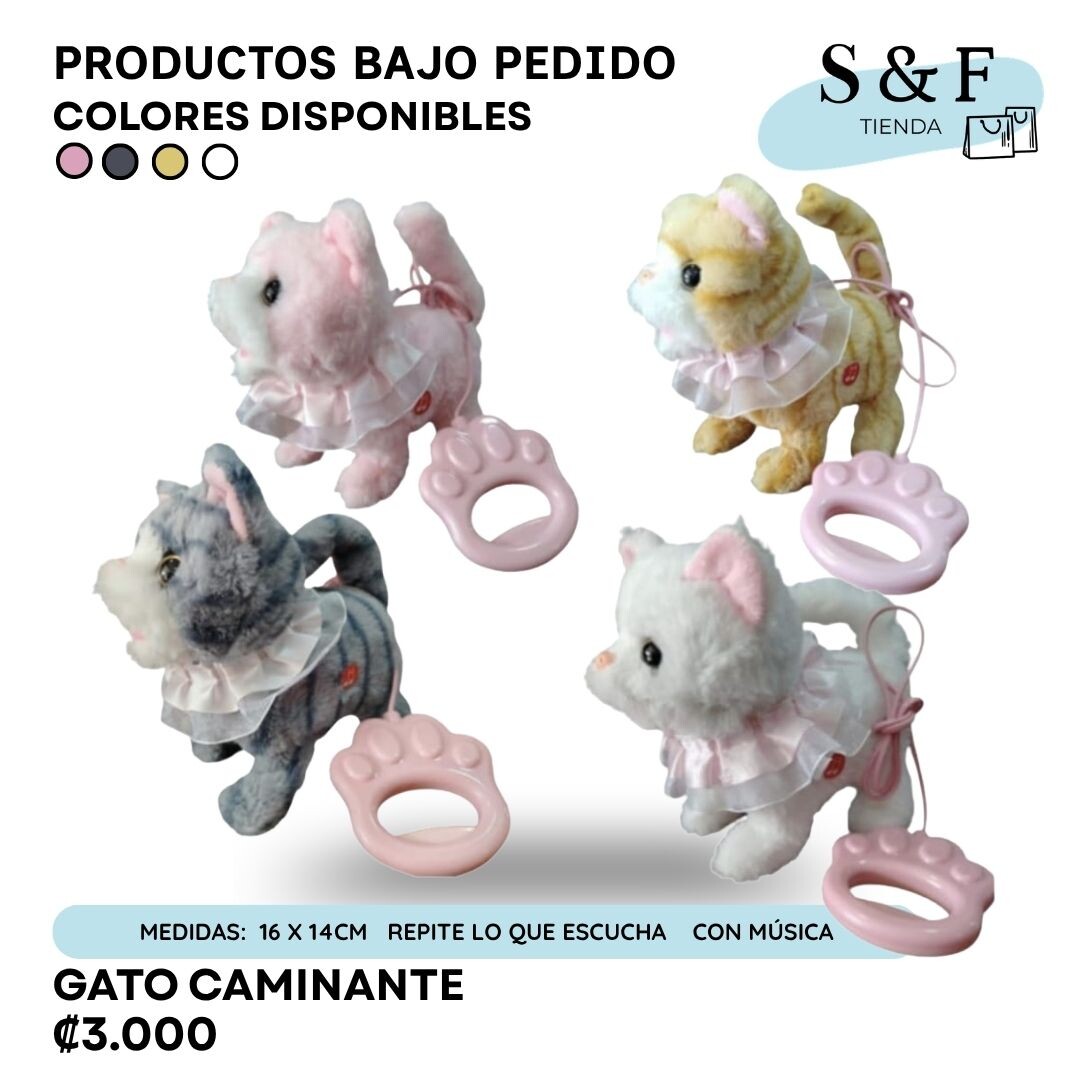 PRODUCTOS BAJO PEDIDO
S & F
TIENDA
COLORES DISPONIBLES
MEDIDAS: 16 X 14CM REPITE LO QUE ESCUCHA CON MÚSICA
GATO CAMINANTE
₡3.000